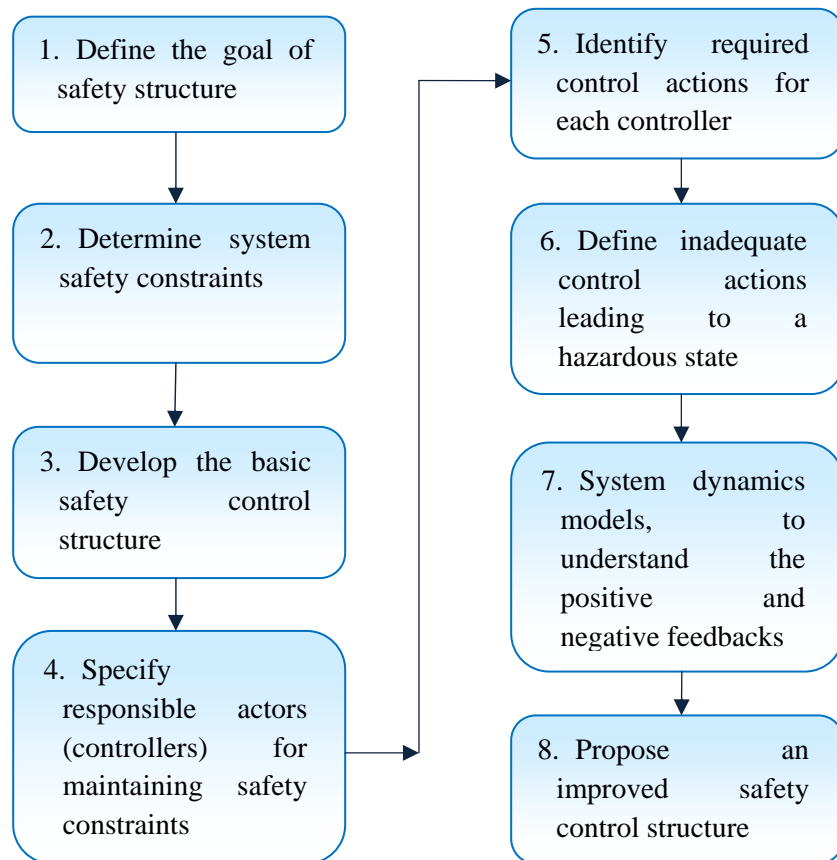 1. Define the goal of
safety structure
2. Determine system
safety constraints
3. Develop the basic
safety control
structure
4. Specify
responsible actors
(controllers) for
maintaining safety
constraints
5. Identify required
control actions for
each controller
6. Define inadequate
control actions
leading to a
hazardous state
7. System dynamics
models, to
understand the
positive and
negative feedbacks
8. Propose an
improved safety
control structure